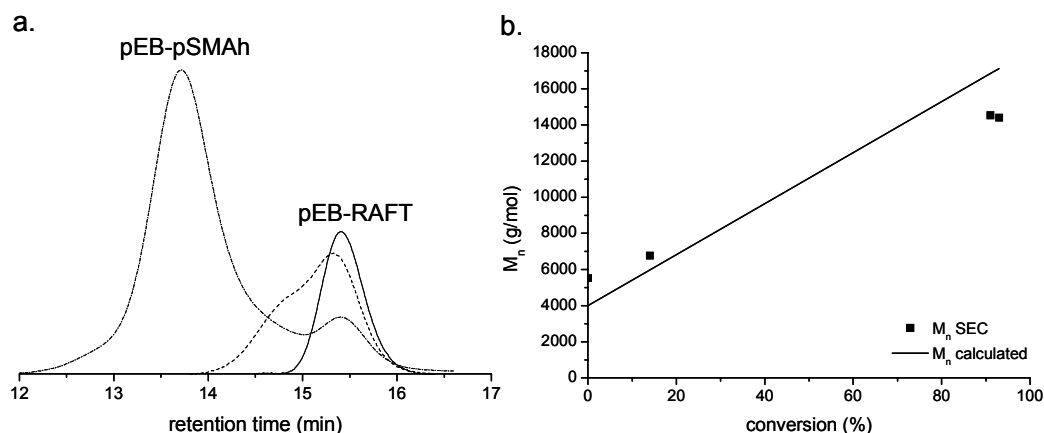 a.
pEB-pSMAh
pEB-RAFT
12 13 14 15 16 17
retention time (min)
b.
18000
16000
14000
12000
10000
8000
6000
4000
2000
0
Mn (g/mol)
Mn SEC
Mn calculated
0 20 40 60 80 100
conversion (%)